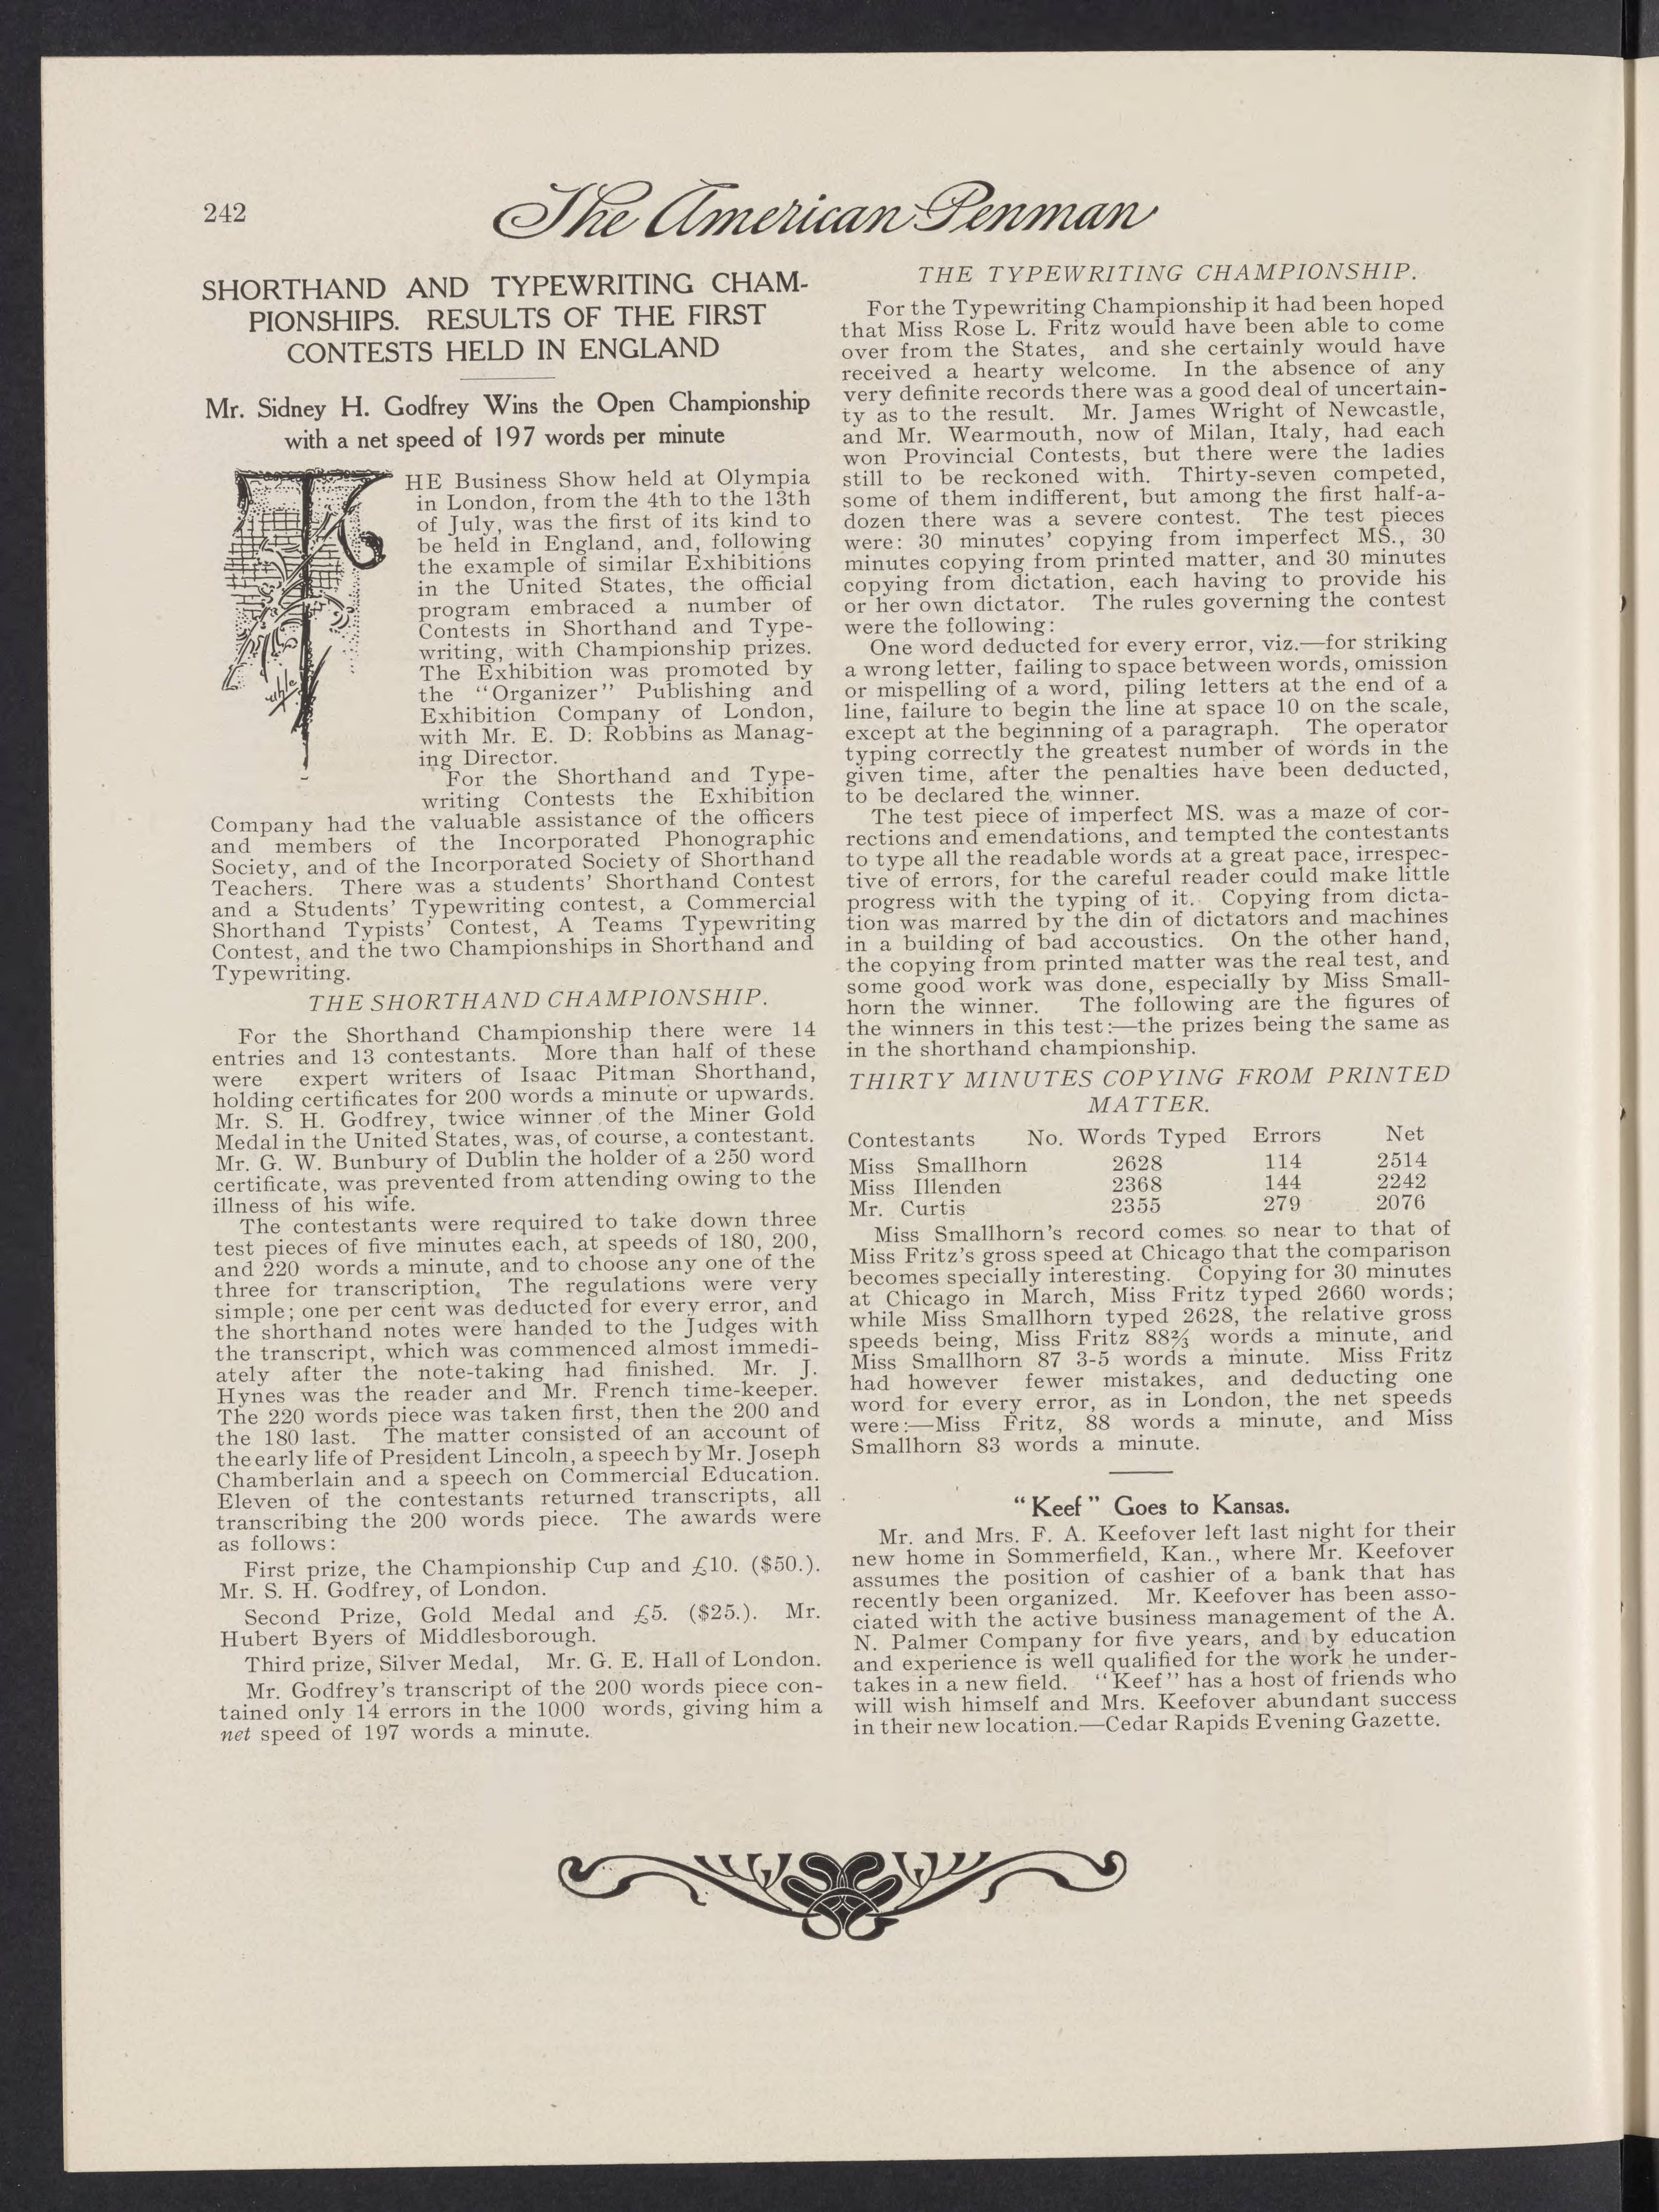 242
The American Penman
SHORTHAND AND TYPEWRITING CHAM-
PIONSHIPS. RESULTS OF THE FIRST
CONTESTS HELD IN ENGLAND
Mr. Sidney H. Godfrey Wins the Open Championship
with a net speed of 197 words per minute
THE Business Show held at Olympia
in London, from the 4th to the 13th
of July, was the first of its kind to
be held in England, and, following
the example of similar Exhibitions
in the United States, the official
program embraced a number of
Contests in Shorthand and Type-
writing, with Championship prizes.
The Exhibition was promoted by
the "Organizer" Publishing and
Exhibition Company of London,
with Mr. E. D. Robbins as Manag-
ing Director.
For the Shorthand and Type-
writing Contests the Exhibition
Company had the valuable assistance of the officers
and members of the Incorporated Phonographic
Society, and of the Incorporated Society of Shorthand
Teachers. There was a students' Shorthand Contest
and a Students' Typewriting contest, a Commercial
Shorthand Typists' Contest, A Teams Typewriting
Contest, and the two Championships in Shorthand and
Typewriting.
THE SHORTHAND CHAMPIONSHIP.
For the Shorthand Championship there were 14
entries and 13 contestants. More than half of these
were expert writers of Isaac Pitman Shorthand,
holding certificates for 200 words a minute or upwards.
Mr. S. H. Godfrey, twice winner of the Miner Gold
Medal in the United States, was, of course, a contestant.
Mr. G. W. Bunbury of Dublin the holder of a 250 word
certificate, was prevented from attending owing to the
illness of his wife.
The contestants were required to take down three
test pieces of five minutes each, at speeds of 180, 200,
and 220 words a minute, and to choose any one of the
three for transcription. The regulations were very
simple; one per cent was deducted for every error, and
the shorthand notes were handed to the Judges with
the transcript, which was commenced almost immedi-
ately after the note-taking had finished. Mr. J.
Hynes was the reader and Mr. French time-keeper.
The 220 words piece was taken first, then the 200 and
the 180 last. The matter consisted of an account of
the early life of President Lincoln, a speech by Mr. Joseph
Chamberlain and a speech on Commercial Education.
Eleven of the contestants returned transcripts, all
transcribing the 200 words piece. The awards were
as follows:
First prize, the Championship Cup and £10. ($50.).
Mr. S. H. Godfrey, of London.
Second Prize, Gold Medal and £5. ($25.). Mr.
Hubert Byers of Middlesborough.
Third prize, Silver Medal, Mr. G. E. Hall of London.
Mr. Godfrey's transcript of the 200 words piece con-
tained only 14 errors in the 1000 words, giving him a
net speed of 197 words a minute.
THE TYPEWRITING CHAMPIONSHIP.
For the Typewriting Championship it had been hoped
that Miss Rose L. Fritz would have been able to come
over from the States, and she certainly would have
received a hearty welcome. In the absence of any
very definite records there was a good deal of uncertain-
ty as to the result. Mr. James Wright of Newcastle,
and Mr. Wearmouth, now of Milan, Italy, had each
won Provincial Contests, but there were the ladies
still to be reckoned with. Thirty-seven competed,
some of them indifferent, but among the first half-a-
dozen there was a severe contest. The test pieces
were: 30 minutes' copying from imperfect MS., 30
minutes copying from printed matter, and 30 minutes
copying from dictation, each having to provide his
or her own dictator. The rules governing the contest
were the following:
One word deducted for every error, viz.—for striking
a wrong letter, failing to space between words, omission
or mispelling of a word, piling letters at the end of a
line, failure to begin the line at space 10 on the scale,
except at the beginning of a paragraph. The operator
typing correctly the greatest number of words in the
given time, after the penalties have been deducted,
to be declared the winner.
The test piece of imperfect MS. was a maze of cor-
rections and emendations, and tempted the contestants
to type all the readable words at a great pace, irrespec-
tive of errors, for the careful reader could make little
progress with the typing of it. Copying from dicta-
tion was marred by the din of dictators and machines
in a building of bad accoustics. On the other hand,
the copying from printed matter was the real test, and
some good work was done, especially by Miss Small-
horn the winner. The following are the figures of
the winners in this test:—the prizes being the same as
in the shorthand championship.
THIRTY MINUTES COPYING FROM PRINTED
MATTER.
Contestants No. Words Typed Errors Net
Miss Smallhorn 2628 114 2514
Miss Illenden 2368 144 2242
Mr. Curtis 2355 279 2076
Miss Smallhorn's record comes so near to that of
Miss Fritz's gross speed at Chicago that the comparison
becomes specially interesting. Copying for 30 minutes
at Chicago in March, Miss Fritz typed 2660 words;
while Miss Smallhorn typed 2628, the relative gross
speeds being, Miss Fritz 88⅔ words a minute, and
Miss Smallhorn 87 3-5 words a minute. Miss Fritz
had however fewer mistakes, and deducting one
word for every error, as in London, the net speeds
were:—Miss Fritz, 88 words a minute, and Miss
Smallhorn 83 words a minute.
"Keef" Goes to Kansas.
Mr. and Mrs. F. A. Keefover left last night for their
new home in Sommerfield, Kan., where Mr. Keefover
assumes the position of cashier of a bank that has
recently been organized. Mr. Keefover has been asso-
ciated with the active business management of the A.
N. Palmer Company for five years, and by education
and experience is well qualified for the work he under-
takes in a new field. "Keef" has a host of friends who
will wish himself and Mrs. Keefover abundant success
in their new location.—Cedar Rapids Evening Gazette.